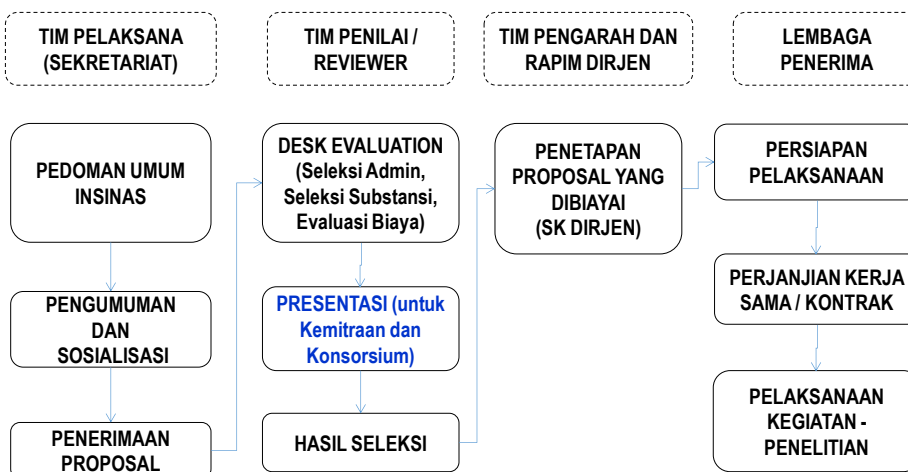 TIM PELAKSANA
(SEKRETARIAT)
TIM PENILAI /
REVIEWER
TIM PENGARAH DAN
RAPIM DIRJEN
LEMBAGA
PENERIMA
PEDOMAN UMUM
INSINAS
PENGUMUMAN
DAN
SOSIALISASI
PENERIMAAN
PROPOSAL
DESK EVALUATION
(Seleksi Admin,
Seleksi Substansi,
Evaluasi Biaya)
PRESENTASI (untuk
Kemitraan dan
Konsorsium)
HASIL SELEKSI
PENETAPAN
PROPOSAL YANG
DIBIAYAI
(SK DIRJEN)
PERSIAPAN
PELAKSANAAN
PERJANJIAN KERJA
SAMA / KONTRAK
PELAKSANAAN
KEGIATAN -
PENELITIAN